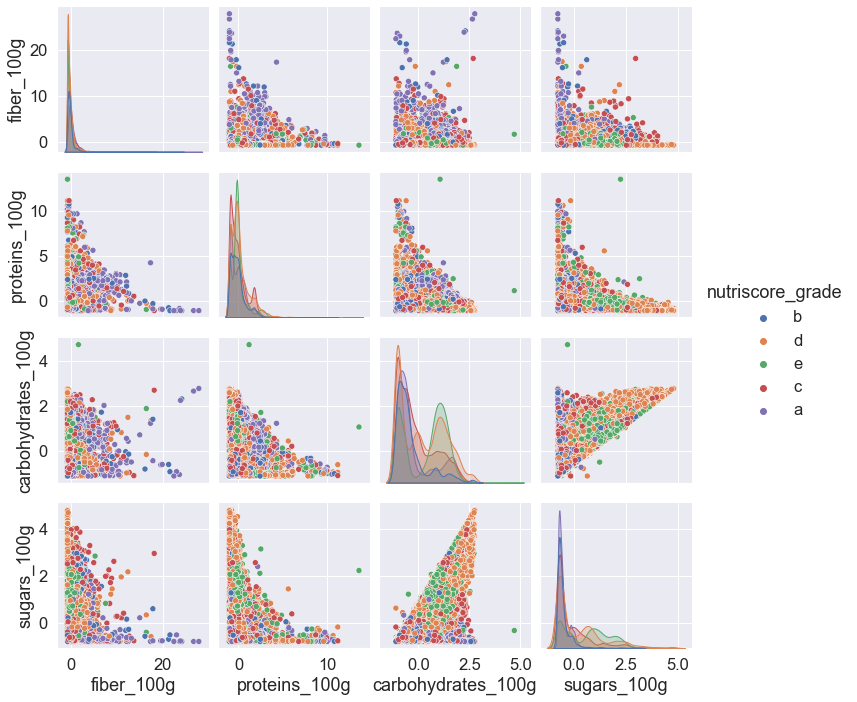 fiber_100g
20
10
0
proteins_100g
10
5
0
nutriscore_grade
b
d
e
c
a
carbohydrates_100g
4
2
0
sugars_100g
4
2
0
0 20 0 10 0.0 2.5 5.0 0.0 2.5 5.0
fiber_100g proteins_100g carbohydrates_100g sugars_100g